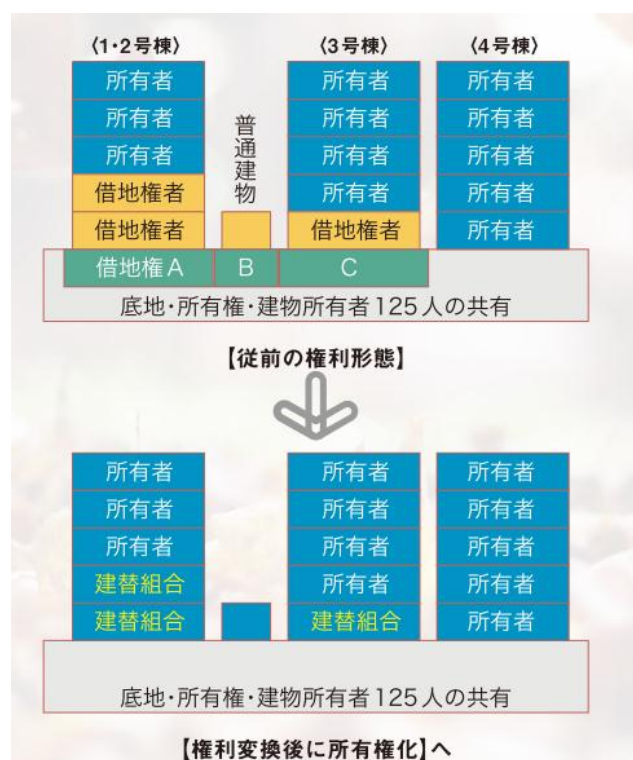 〈1・2号棟〉
〈3号棟〉
〈4号棟〉
所有者
所有者
所有者
借地権者
借地権者
普通建物
所有者
所有者
所有者
所有者
借地権者
所有者
所有者
所有者
所有者
所有者
借地権A
B
C
底地・所有権・建物所有者125人の共有
【従前の権利形態】
所有者
所有者
所有者
建替組合
建替組合
所有者
所有者
所有者
所有者
建替組合
所有者
所有者
所有者
所有者
所有者
底地・所有権・建物所有者125人の共有
【権利変換後に所有権化】へ